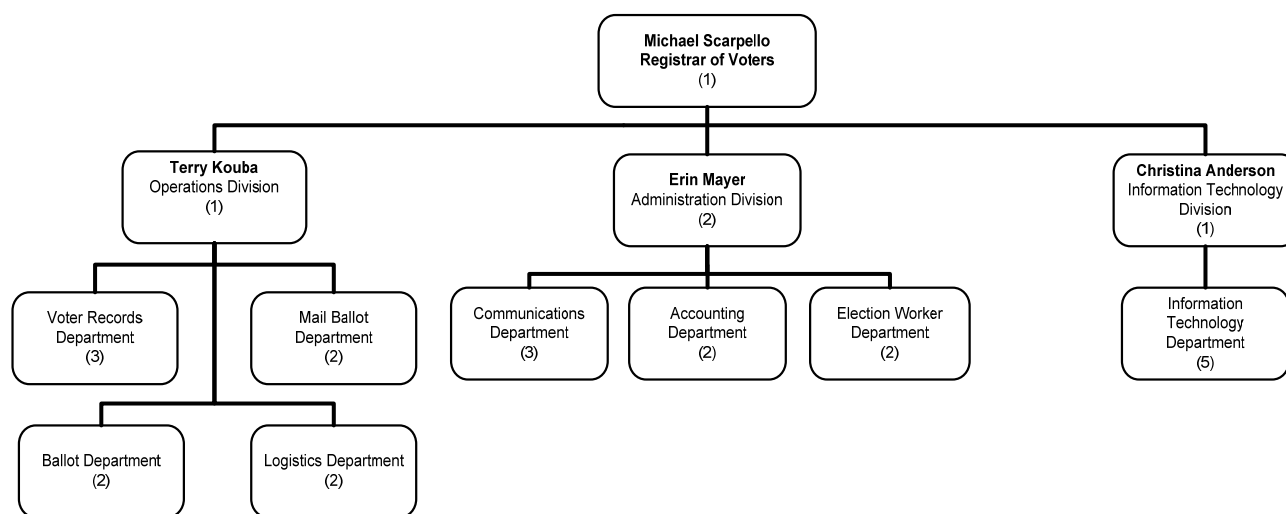 Michael Scarpello
Registrar of Voters
(1)
Terry Kouba
Operations Division
(1)
Erin Mayer
Administration Division
(2)
Christina Anderson
Information Technology
Division
(1)
Voter Records
Department
(3)
Mail Ballot
Department
(2)
Communications
Department
(3)
Accounting
Department
(2)
Election Worker
Department
(2)
Information
Technology
Department
(5)
Ballot Department
(2)
Logistics Department
(2)